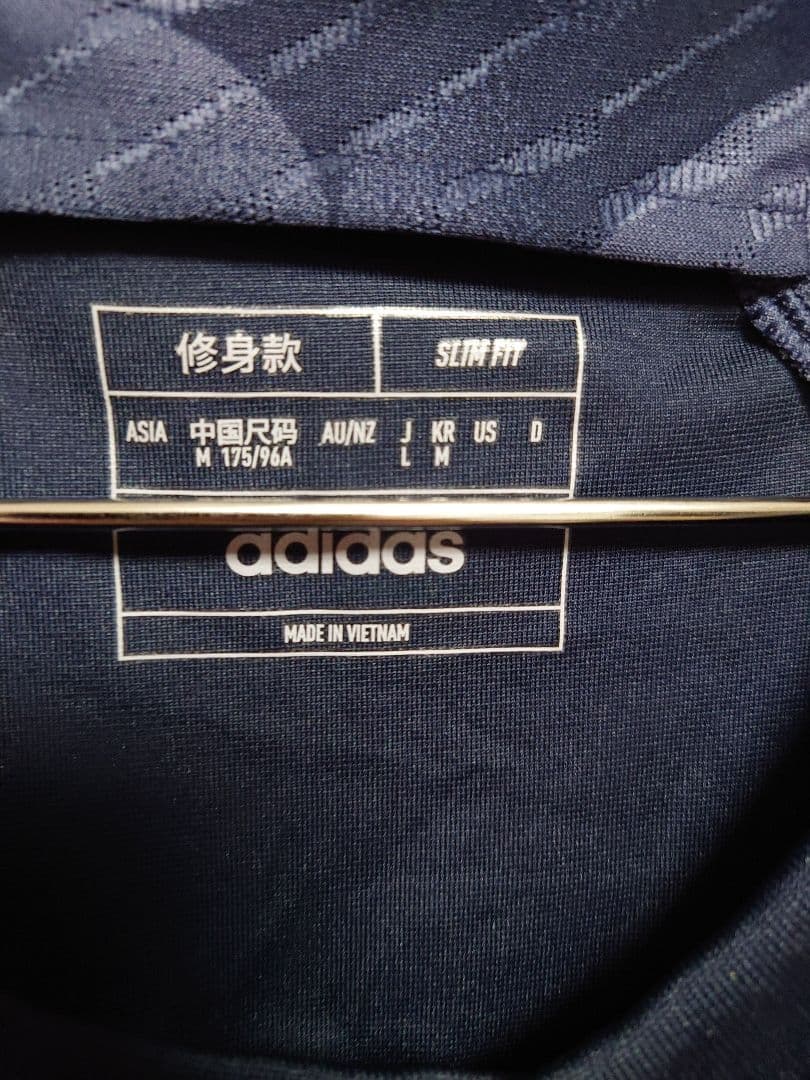 修身款 SLIM FIT
ASIA 中国尺码 AU/NZ J KR US D
M 175/96A L M
adidas
MADE IN VIETNAM